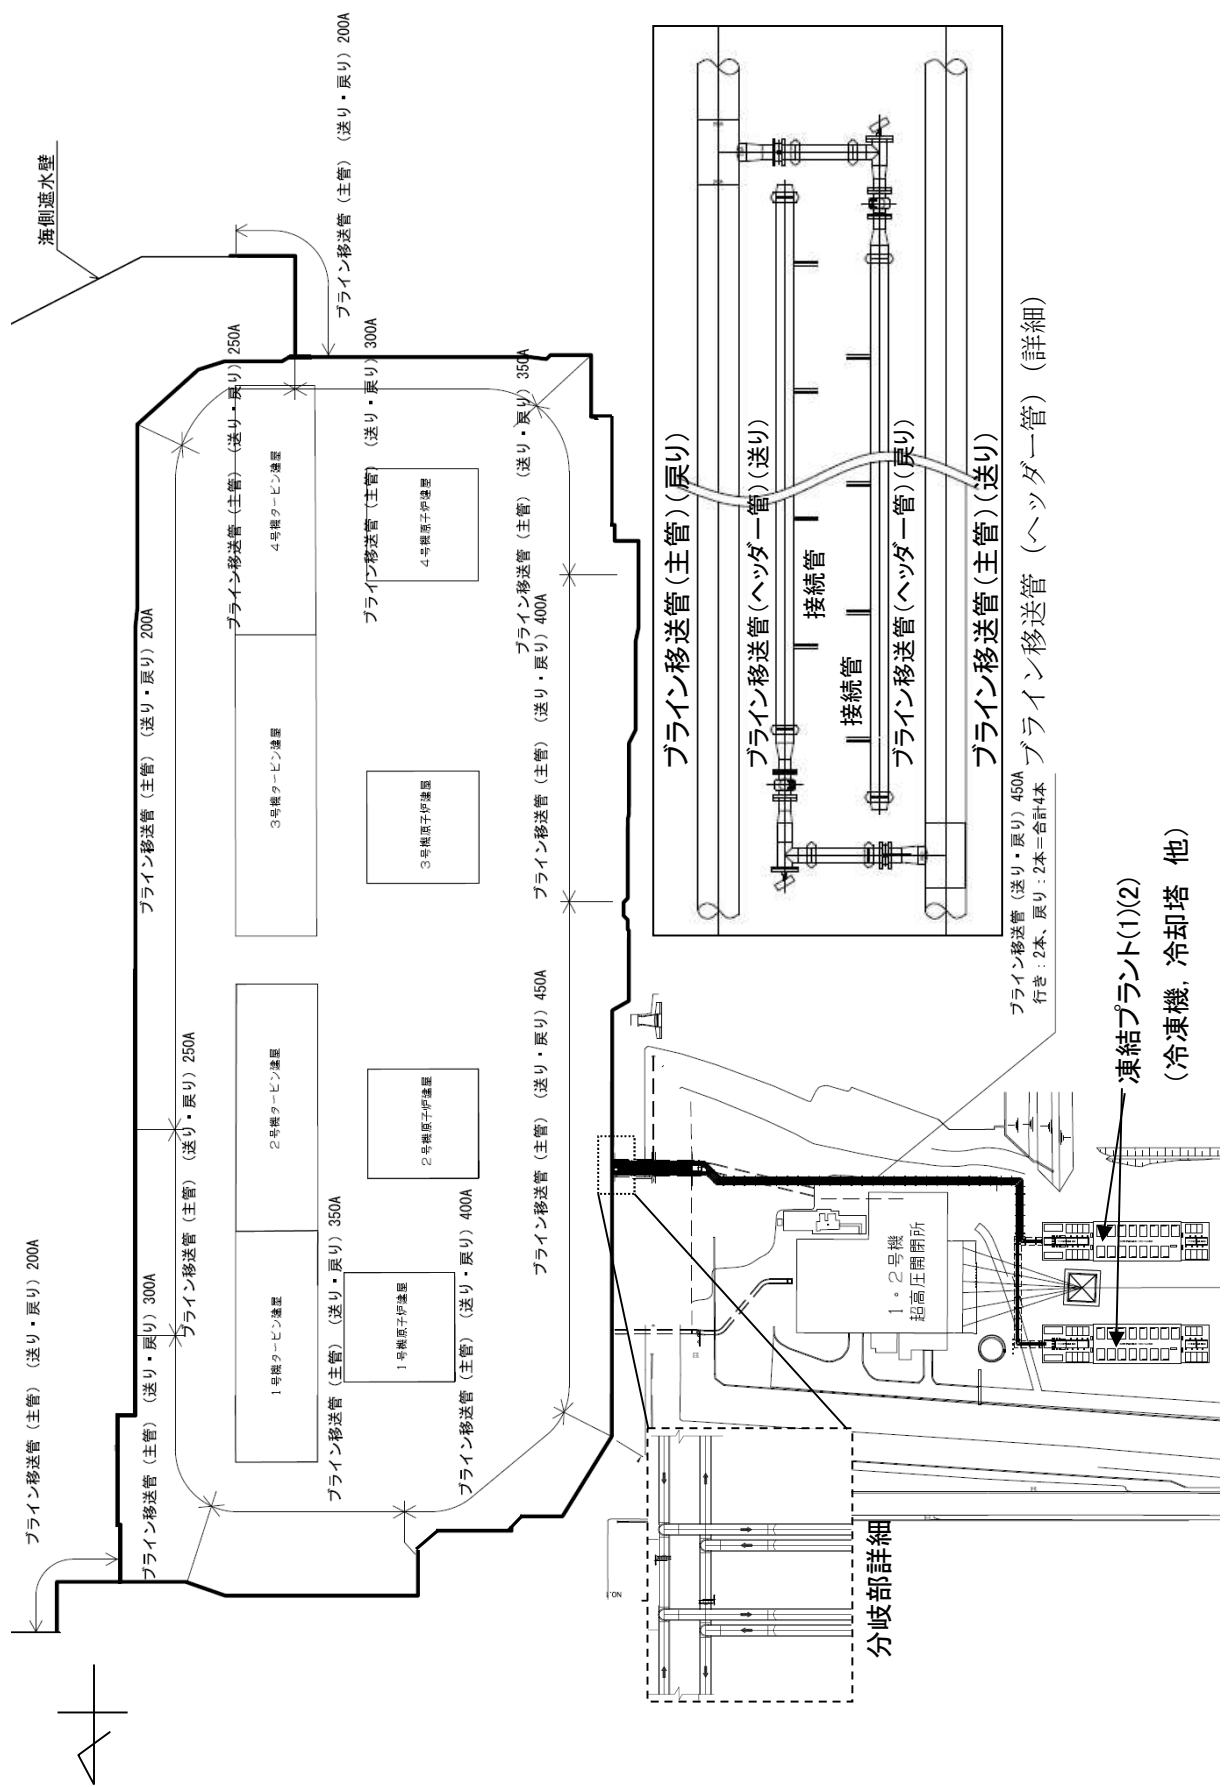 海側遮水壁
ブライン移送管（主管）（送り・戻り）200A
ブライン移送管（主管）（送り・戻り）200A
ブライン移送管（主管）（送り・戻り）250A
ブライン移送管（主管）（送り・戻り）300A
ブライン移送管（主管）（送り・戻り）350A
ブライン移送管（主管）（送り・戻り）400A
ブライン移送管（主管）（送り・戻り）450A
ブライン移送管（主管）（送り・戻り）250A
ブライン移送管（主管）（送り・戻り）300A
ブライン移送管（主管）（送り・戻り）200A
ブライン移送管（主管）（送り・戻り）350A
ブライン移送管（主管）（送り・戻り）400A
4号機タービン建屋
3号機タービン建屋
2号機タービン建屋
1号機タービン建屋
4号機原子炉建屋
3号機原子炉建屋
2号機原子炉建屋
1号機原子炉建屋
ブライン移送管(主管)(戻り)
ブライン移送管(ヘッダー管)(送り)
接続管
接続管
ブライン移送管(ヘッダー管)(戻り)
ブライン移送管(主管)(送り)
ブライン移送管（ヘッダー管）（詳細）
ブライン移送管（送り・戻り）450A
行き：2本、戻り：2本＝合計4本
凍結プラント(1)(2)
（冷凍機，冷却塔　他）
1・2号機
超高圧開閉所
分岐部詳細